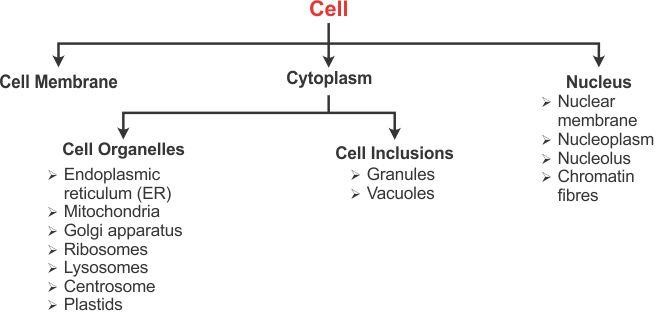 Cell
Cell Membrane
Cytoplasm
Nucleus
➢ Nuclear
membrane
➢ Nucleoplasm
➢ Nucleolus
➢ Chromatin
fibres
Cell Organelles
➢ Endoplasmic
reticulum (ER)
➢ Mitochondria
➢ Golgi apparatus
➢ Ribosomes
➢ Lysosomes
➢ Centrosome
➢ Plastids
Cell Inclusions
➢ Granules
➢ Vacuoles